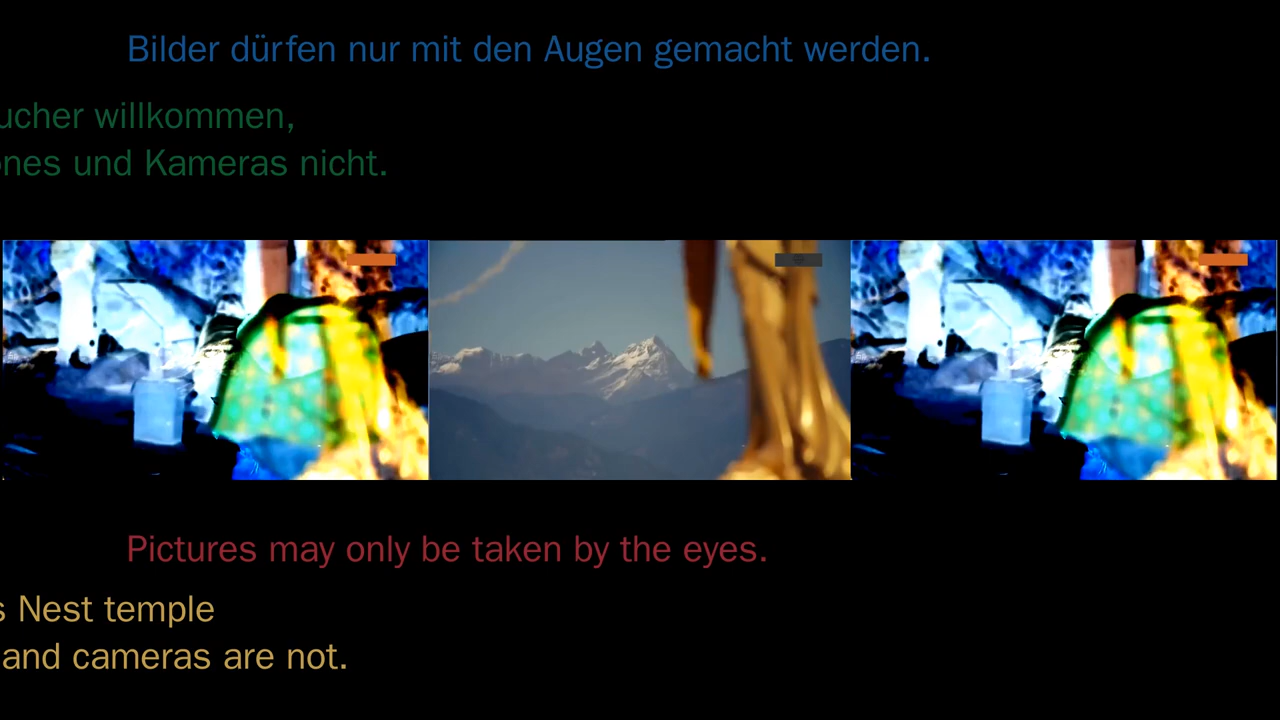 Bilder dürfen nur mit den Augen gemacht werden.
ucher willkommen,
ones und Kameras nicht.
Pictures may only be taken by the eyes.
s Nest temple
and cameras are not.